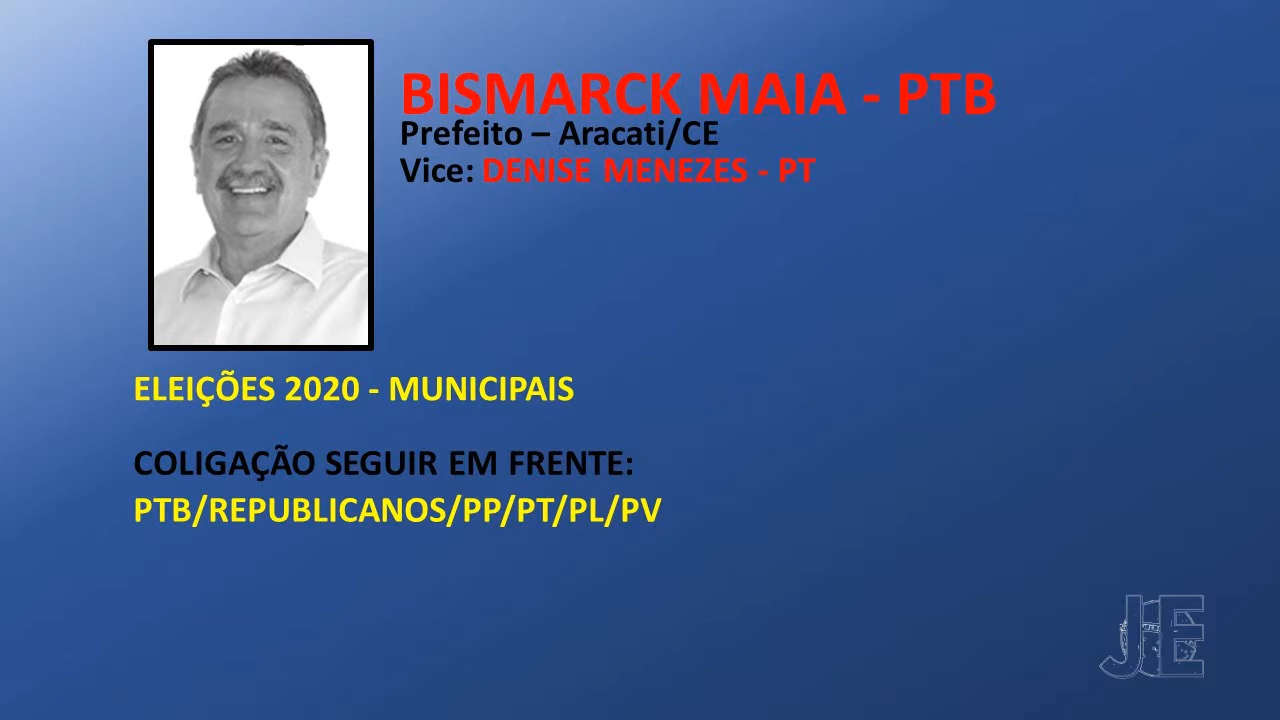 BISMARCK MAIA - PTB
Prefeito – Aracati/CE
Vice: DENISE MENEZES - PT
ELEIÇÕES 2020 - MUNICIPAIS
COLIGAÇÃO SEGUIR EM FRENTE:
PTB/REPUBLICANOS/PP/PT/PL/PV
JE